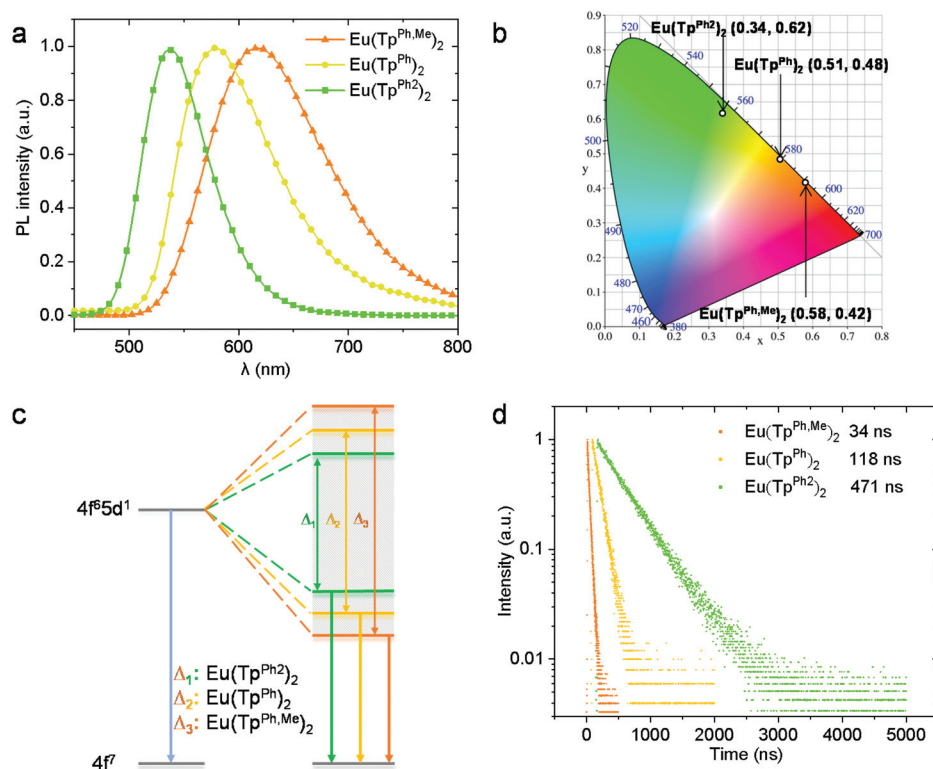 a
PL intensity (a.u.)
1.0
0.8
0.6
0.4
0.2
0.0
500
600
700
800
λ (nm)
Eu(Tp^Ph,Me)₂
Eu(Tp^Ph)₂
Eu(Tp^Ph2)₂
b
0.9
0.8
0.7
0.6
0.5
y
0.4
0.3
0.2
0.1
0.0
0.0 0.1 0.2 0.3 0.4 0.5 0.6 0.7 0.8
x
Eu(Tp^Ph2)₂ (0.34, 0.62)
Eu(Tp^Ph)₂ (0.51, 0.48)
Eu(Tp^Ph,Me)₂ (0.58, 0.42)
520
540
560
580
600
620
700
500
490
480
470
460
380
c
4f⁶5d¹
Δ₁ Δ₂ Δ₃
Δ₁: Eu(Tp^Ph2)₂
Δ₂: Eu(Tp^Ph)₂
Δ₃: Eu(Tp^Ph,Me)₂
4f⁷
d
Intensity (a.u.)
1
0.1
0.01
0 1000 2000 3000 4000 5000
Time (ns)
Eu(Tp^Ph,Me)₂ 34 ns
Eu(Tp^Ph)₂ 118 ns
Eu(Tp^Ph2)₂ 471 ns